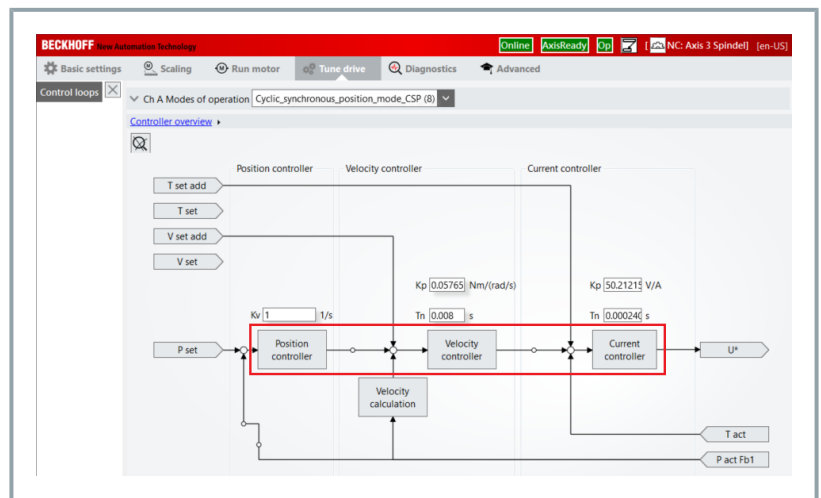 BECKHOFF New Automation Technology Online AxisReady Op [ NC: Axis 3 Spindel] [en-US]
Basic settings Scaling Run motor Tune drive Diagnostics Advanced
Control loops
Ch A Modes of operation Cyclic_synchronous_position_mode_CSP (8)
Controller overview
Position controller Velocity controller Current controller
T set add
T set
V set add
V set
Kp 0.05765 Nm/(rad/s) Kp 50.21215 V/A
Kv 1 1/s Tn 0.008 s Tn 0.000240 s
P set
Position
controller
Velocity
controller
Current
controller
U*
Velocity
calculation
T act
P act Fb1